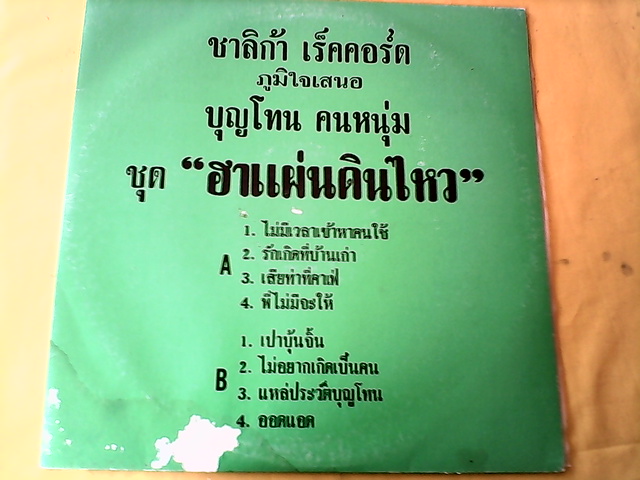 ชาลิก้า เร็คคอร์ด
ภูมิใจเสนอ
บุญโทน คนหนุ่ม
ชุด “ฮาแผ่นดินไหว”
A
1. ไม่มีเวลาเข้าหาคนใช้
2. รักเกิดที่บ้านเก่า
3. เสียท่าที่คาเฟ่
4. พี่ไม่มีจะให้
B
1. เปาบุ้นจิ้น
2. ไม่อยากเกิดเป็นคน
3. แหล่ประวัติบุญโทน
4. ออดแอด